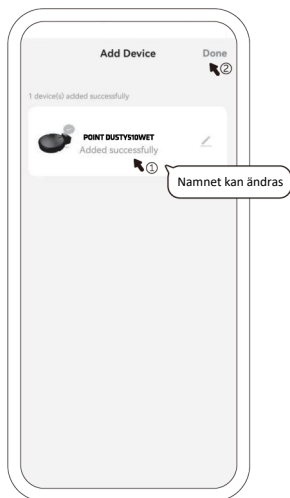 Add Device
Done
②
1 device(s) added successfully
POINT DUSTY510WET
Added successfully
①
Namnet kan ändras